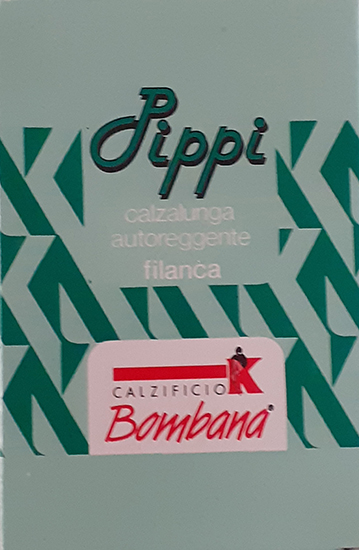 Pippi
calzalunga
autoreggente
filanca
K
CALZIFICIO
Bombana®